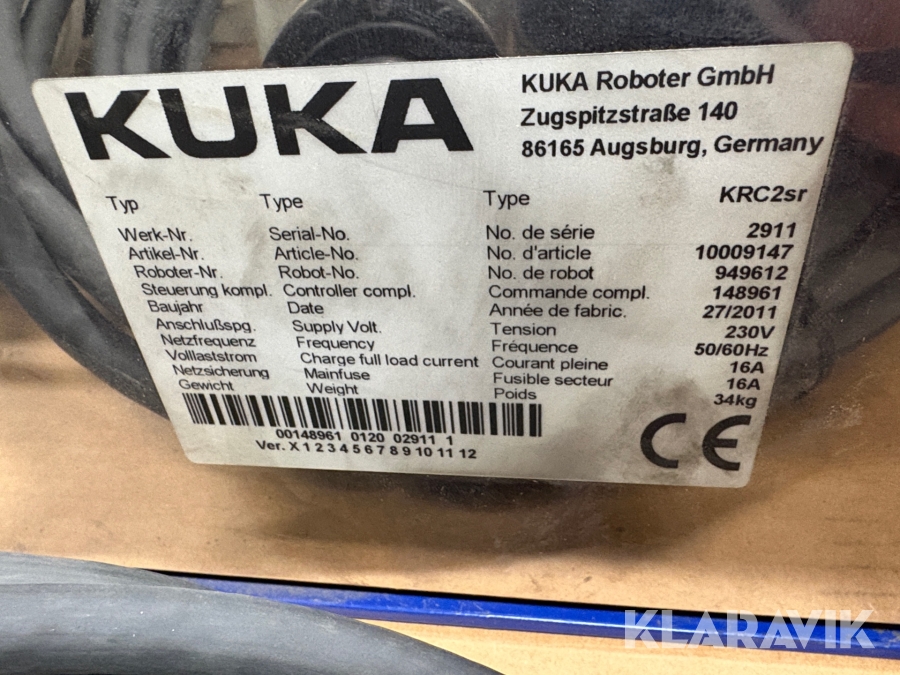 KUKA
KUKA Roboter GmbH
Zugspitzstraße 140
86165 Augsburg, Germany
Typ Type Type KRC2sr
Werk-Nr. Serial-No. No. de série 2911
Artikel-Nr. Article-No. No. d'article 10009147
Roboter-Nr. Robot-No. No. de robot 949612
Steuerung kompl. Controller compl. Commande compl. 148961
Baujahr Date Année de fabric. 27/2011
Anschlußspg. Supply Volt. Tension 230V
Netzfrequenz Frequency Fréquence 50/60Hz
Vollaststrom Charge full load current Courant pleine 16A
Netzsicherung Mainfuse Fusible secteur 16A
Gewicht Weight Poids 34kg
00148961 0120 02911 1
Ver. X 1 2 3 4 5 6 7 8 9 10 11 12
CE
KLARAVIK